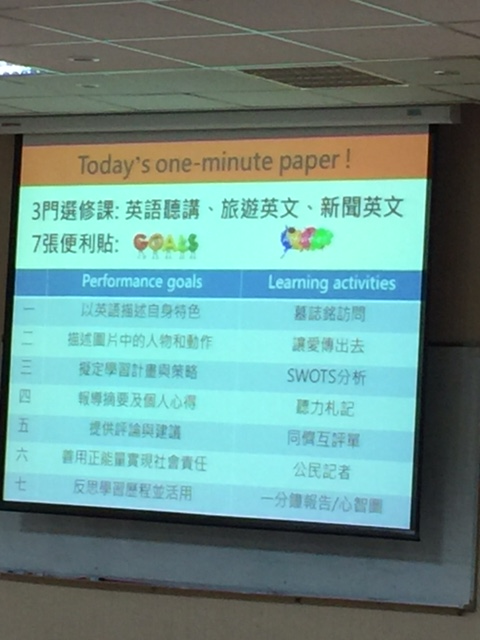 Today's one-minute paper!
3門選修課: 英語聽講、旅遊英文、新聞英文
7張便利貼: GOALS
Performance goals Learning activities
一 以英語描述自身特色 墓誌銘訪問
二 描述圖片中的人物和動作 讓愛傳出去
三 擬定學習計畫與策略 SWOTS分析
四 報導摘要及個人心得 聽力札記
五 提供評論與建議 同儕互評單
六 善用正能量實現社會責任 公民記者
七 反思學習歷程並活用 一分鐘報告/心智圖